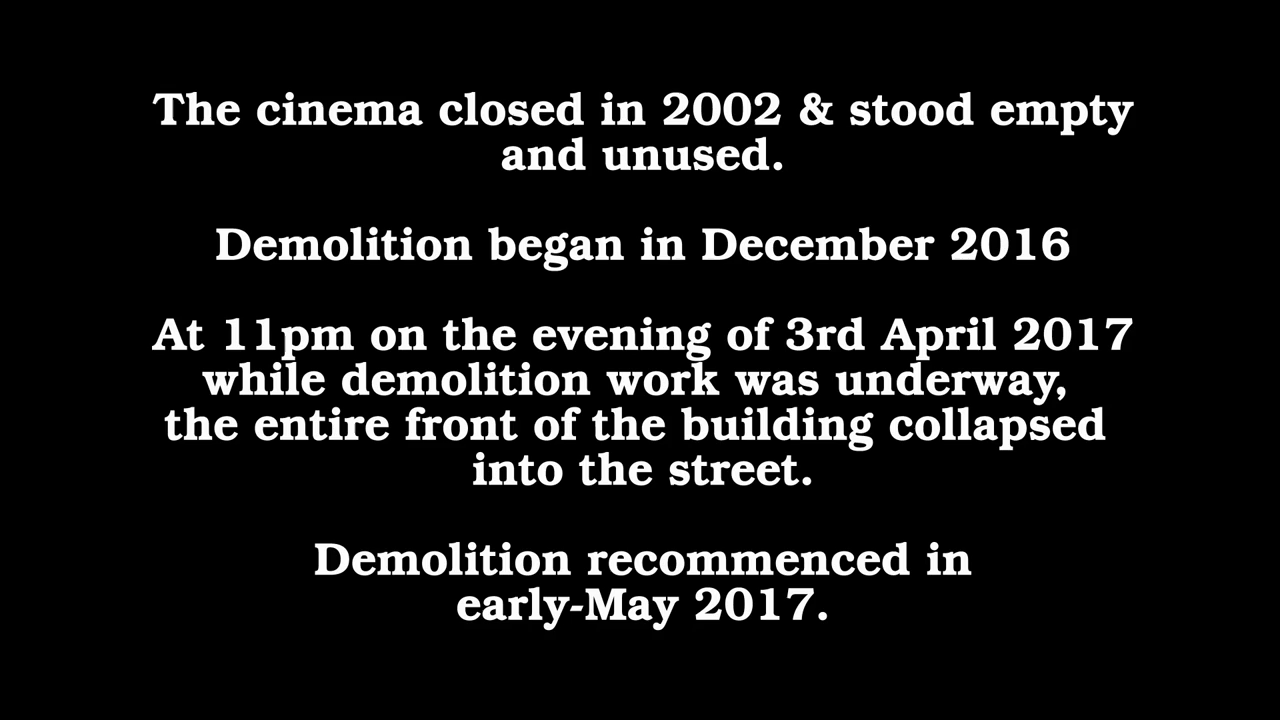 The cinema closed in 2002 & stood empty
and unused.
Demolition began in December 2016
At 11pm on the evening of 3rd April 2017
while demolition work was underway,
the entire front of the building collapsed
into the street.
Demolition recommenced in
early-May 2017.